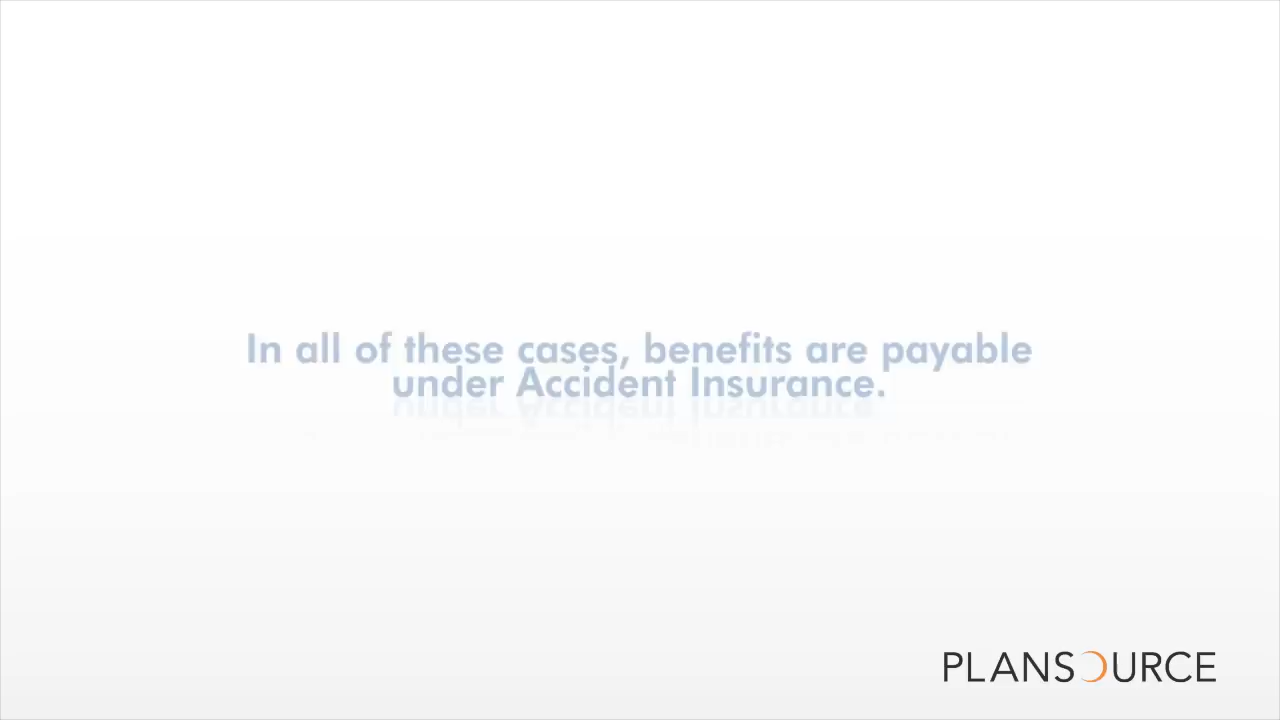 In all of these cases, benefits are payable
under Accident Insurance.
PLANSOURCE